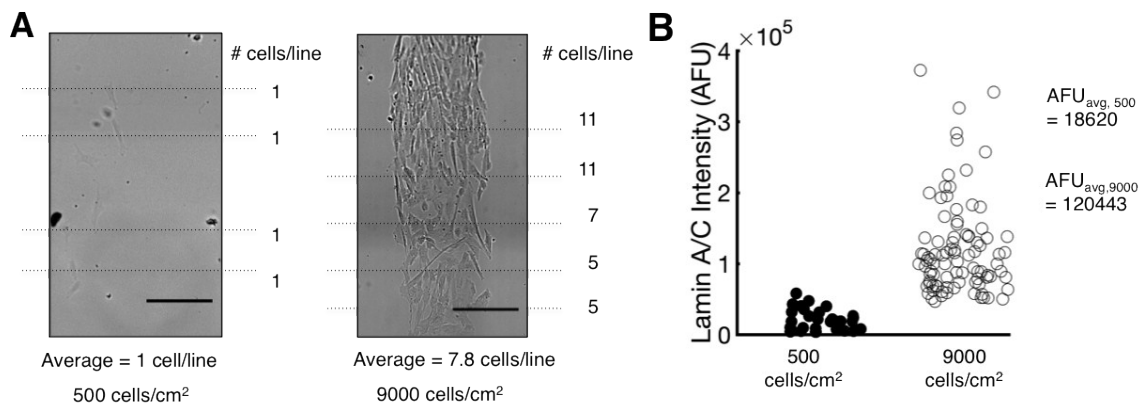 A
# cells/line
1
1
1
1
Average = 1 cell/line
500 cells/cm²
# cells/line
11
11
7
5
5
Average = 7.8 cells/line
9000 cells/cm²
B
×10⁵
Lamin A/C Intensity (AFU)
4
3
2
1
0
500
cells/cm²
9000
cells/cm²
AFUavg, 500
= 18620
AFUavg,9000
= 120443